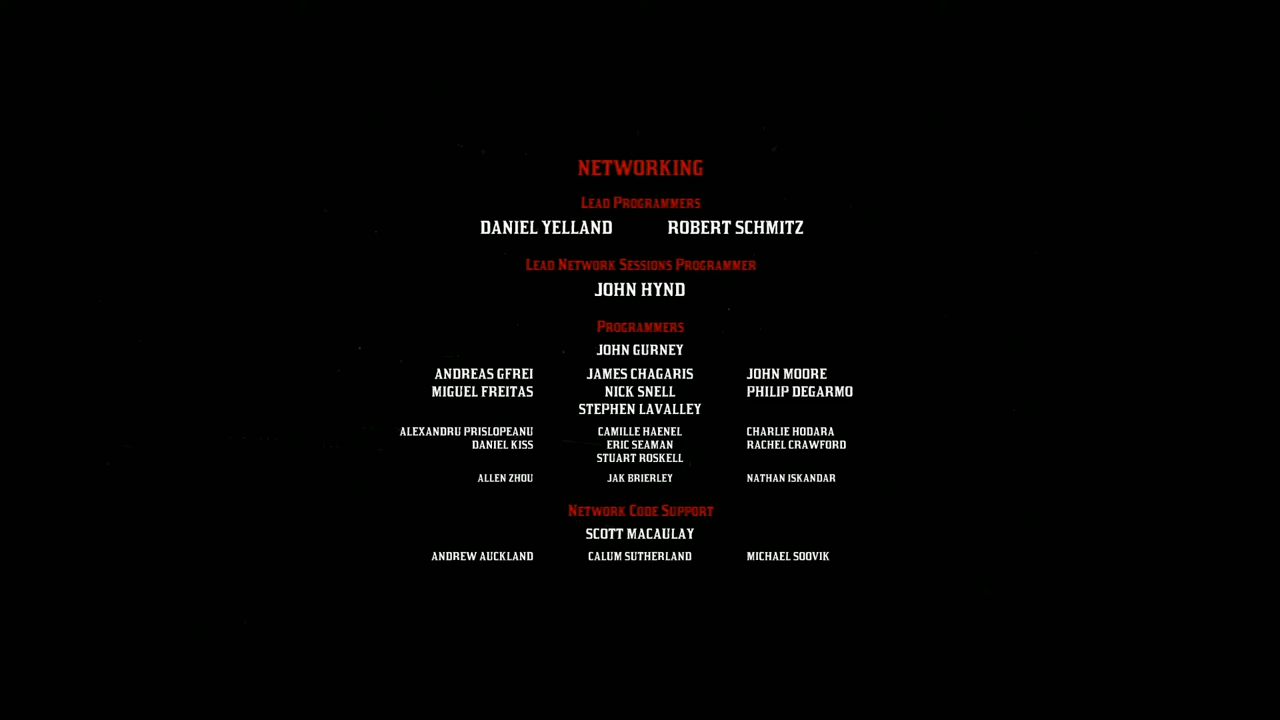 NETWORKING
LEAD PROGRAMMERS
DANIEL YELLAND ROBERT SCHMITZ
LEAD NETWORK SESSIONS PROGRAMMER
JOHN HYND
PROGRAMMERS
JOHN GURNEY
ANDREAS GFREI JAMES CHAGARIS JOHN MOORE
MIGUEL FREITAS NICK SNELL PHILIP DEGARMO
STEPHEN LAVALLEY
ALEXANDRU PRISLOPEANU CAMILLE HAENEL CHARLIE HODARA
DANIEL KISS ERIC SEAMAN RACHEL CRAWFORD
STUART ROSKELL
ALLEN ZHOU JAK BRIERLEY NATHAN ISKANDAR
NETWORK CODE SUPPORT
SCOTT MACAULAY
ANDREW AUCKLAND CALUM SUTHERLAND MICHAEL SOOVIK